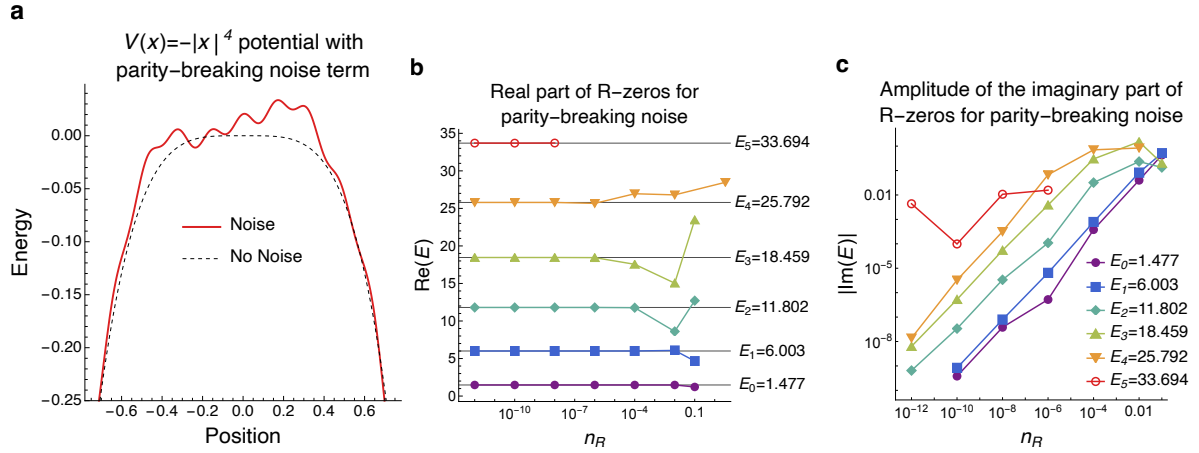 a
V(x)=−|x|⁴ potential with
parity−breaking noise term
0.00
−0.05
−0.10
−0.15
−0.20
−0.25
Energy
Noise
No Noise
−0.6 −0.4 −0.2 0.0 0.2 0.4 0.6
Position
b
Real part of R−zeros for
parity−breaking noise
35
30
25
20
15
10
5
0
Re(E)
E₅=33.694
E₄=25.792
E₃=18.459
E₂=11.802
E₁=6.003
E₀=1.477
10⁻¹⁰ 10⁻⁷ 10⁻⁴ 0.1
n_R
c
Amplitude of the imaginary part of
R−zeros for parity−breaking noise
0.01
10⁻⁵
10⁻⁸
|Im(E)|
E₀=1.477
E₁=6.003
E₂=11.802
E₃=18.459
E₄=25.792
E₅=33.694
10⁻¹² 10⁻¹⁰ 10⁻⁸ 10⁻⁶ 10⁻⁴ 0.01
n_R